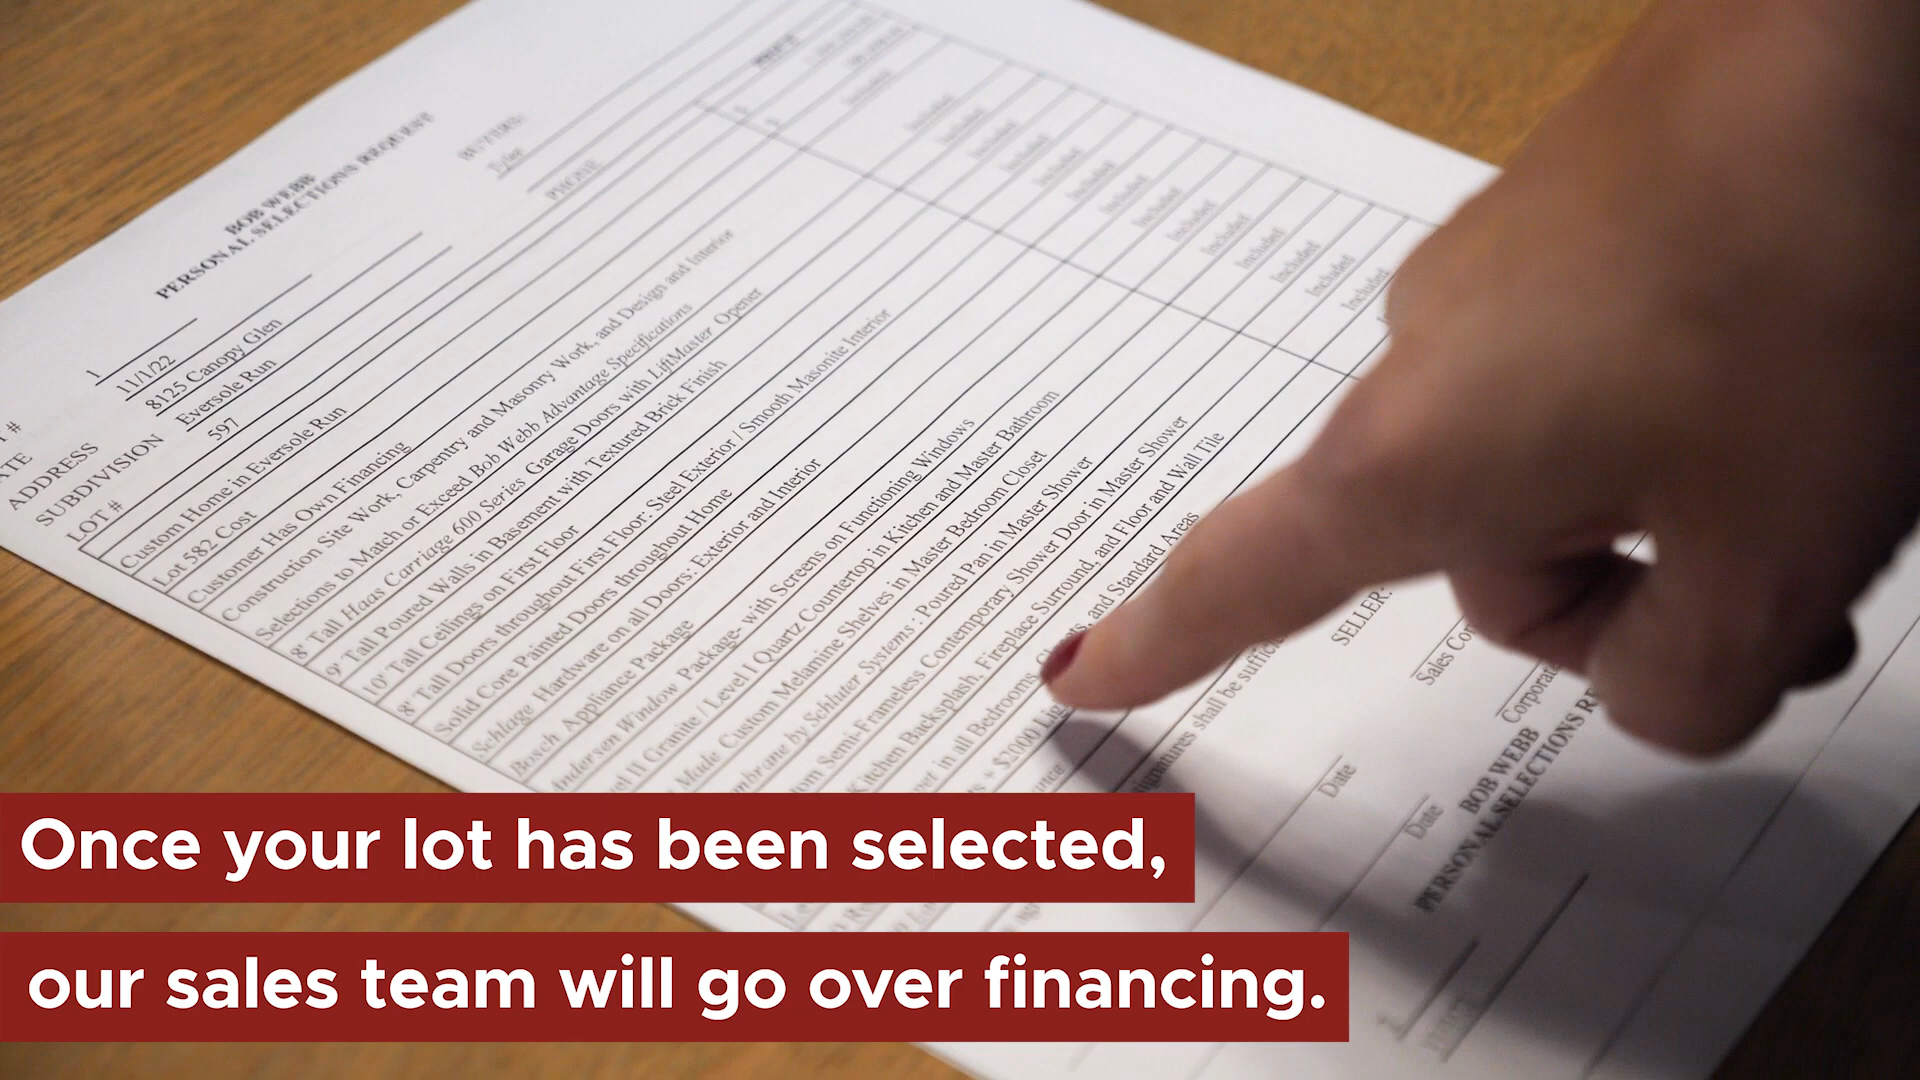 BOB WEBB
PERSONAL SELECTIONS REQUEST
BUYERS:
PHONE
PRICE
1
11/1/22
ADDRESS 8125 Canopy Glen
SUBDIVISION Eversole Run
LOT # 597
Custom Home in Eversole Run
Lot 582 Cost
Customer Has Own Financing
Construction Site Work, Carpentry and Masonry Work, and Design and Interior
Selections to Match or Exceed Bob Webb Advantage Specifications
8' Tall Haas Carriage 600 Series Garage Doors with LiftMaster Opener
9' Tall Poured Walls in Basement with Textured Brick Finish
10' Tall Ceilings on First Floor
8' Tall Doors throughout First Floor: Steel Exterior / Smooth Masonite Interior
Solid Core Painted Doors throughout Home
Schlage Hardware on all Doors: Exterior and Interior
Bosch Appliance Package
Andersen Window Package- with Screens on Functioning Windows
II Granite / Level I Quartz Countertop in Kitchen and Master Bathroom
Made Custom Melamine Shelves in Master Bedroom Closet
by Schluter Systems : Poured Pan in Master Shower
Semi-Frameless Contemporary Shower Door in Master Shower
Kitchen Backsplash, Fireplace Surround, and Floor and Wall Tile
in all Bedrooms, and Standard Areas
+ $2000
Included
Included
Included
Included
Included
Included
Included
Included
Included
Included
Included
Included
Included
Included
shall be
SELLER:
Sales
Date
Date
BOB WEBB
PERSONAL SELECTIONS
Once your lot has been selected,
our sales team will go over financing.